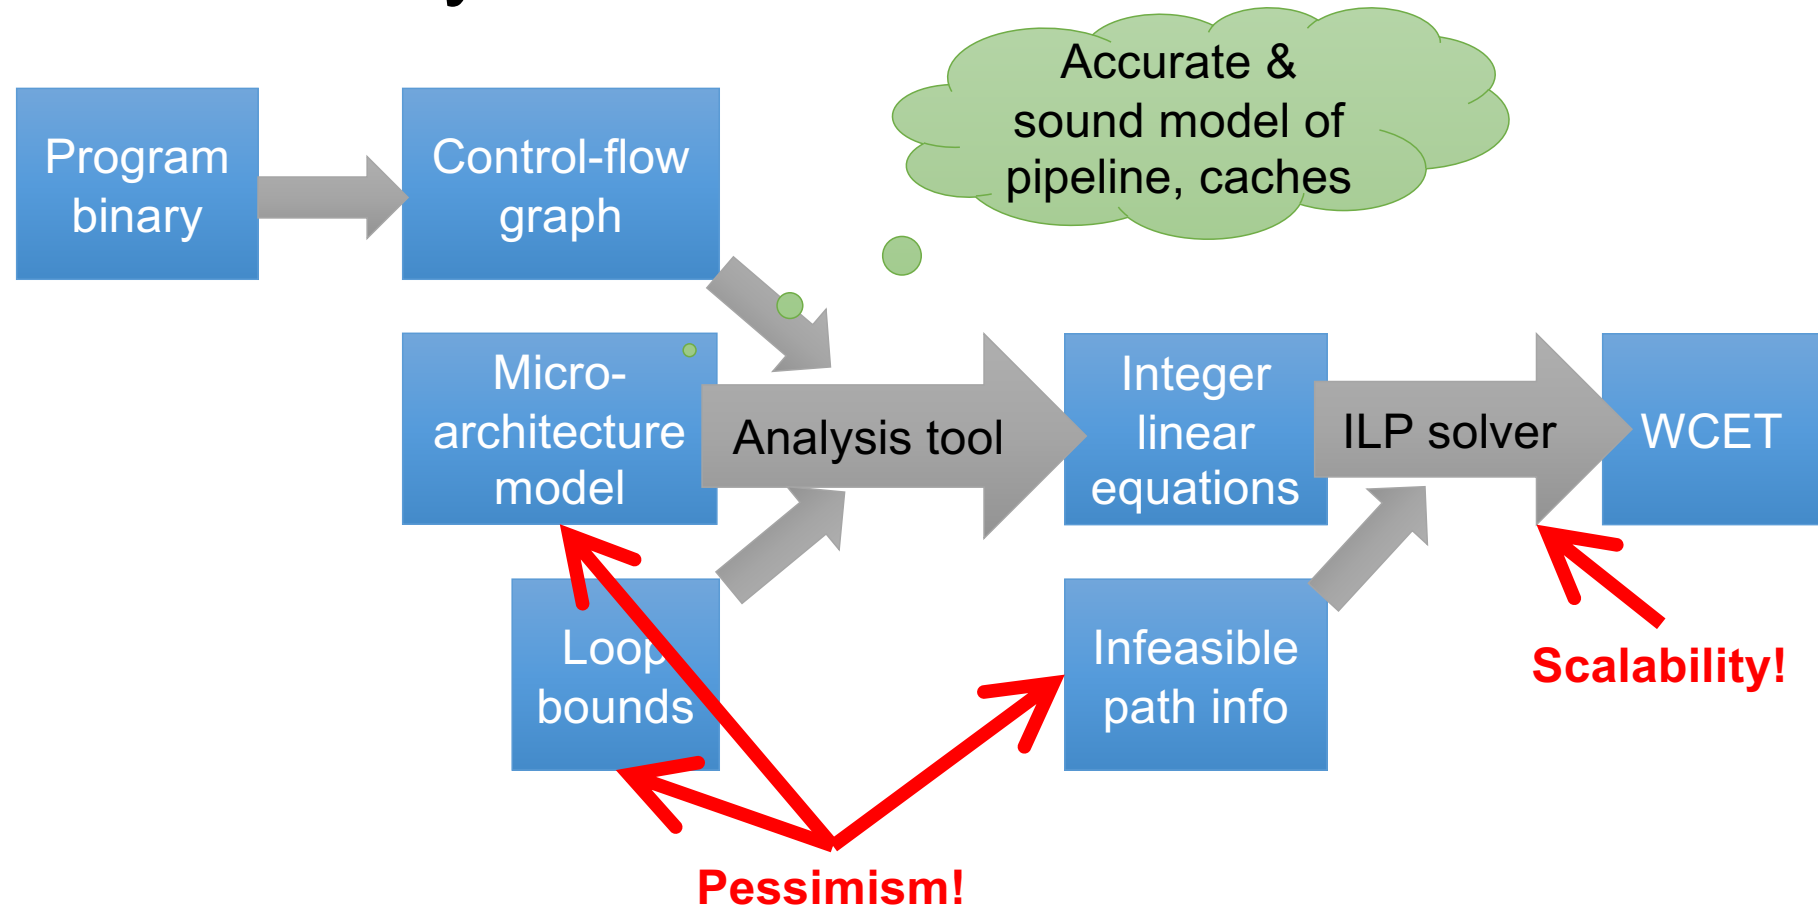 Accurate &
sound model of
pipeline, caches
Program
binary
Control-flow
graph
Micro-
architecture
model
Analysis tool
Integer
linear
equations
ILP solver
WCET
Loop
bounds
Infeasible
path info
Scalability!
Pessimism!